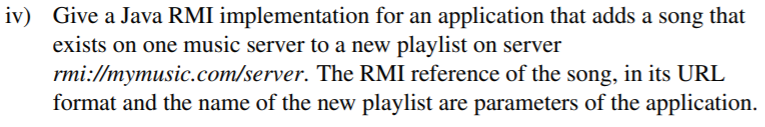 iv) Give a Java RMI implementation for an application that adds a song that
exists on one music server to a new playlist on server
rmi://mymusic.com/server. The RMI reference of the song, in its URL
format and the name of the new playlist are parameters of the application.